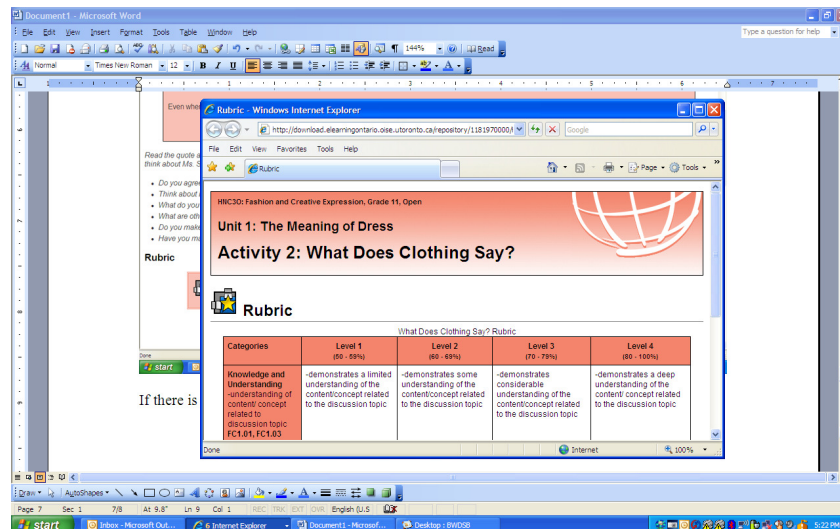 Document1 - Microsoft Word
File Edit View Insert Format Tools Table Window Help
Type a question for help
144%
Read
Normal
Times New Roman
12
B I U
Even whe
Read the quote a
think about Ms. S
Do you agre
Think about
What do you
What are oth
Do you make
Have you ma
Rubric
Done
start
If there is
Rubric - Windows Internet Explorer
http://download.elearningontario.oise.utoronto.ca/repository/1181970000/
Google
File Edit View Favorites Tools Help
Rubric
Page Tools
HNC3O: Fashion and Creative Expression, Grade 11, Open
Unit 1: The Meaning of Dress
Activity 2: What Does Clothing Say?
Rubric
What Does Clothing Say? Rubric
Categories Level 1 Level 2 Level 3 Level 4
(50 - 59%) (60 - 69%) (70 - 79%) (80 - 100%)
Knowledge and -demonstrates a limited -demonstrates some -demonstrates -demonstrates a deep
Understanding understanding of the understanding of the considerable understanding of the
-understanding of content/concept related content/concept related understanding of the content/concept related
content/ concept to the discussion topic to the discussion topic content/concept related to the discussion topic
related to to the discussion topic
discussion topic
FC1.01, FC1.03
Done Internet 100%
Draw AutoShapes
Page 7 Sec 1 7/8 At 9.8" Ln 9 Col 1 REC TRK EXT OVR English (U.S
start Inbox - Microsoft Out... 6 Internet Explorer Document1 - Microsof... Desktop : BWDSB 5:22 PM